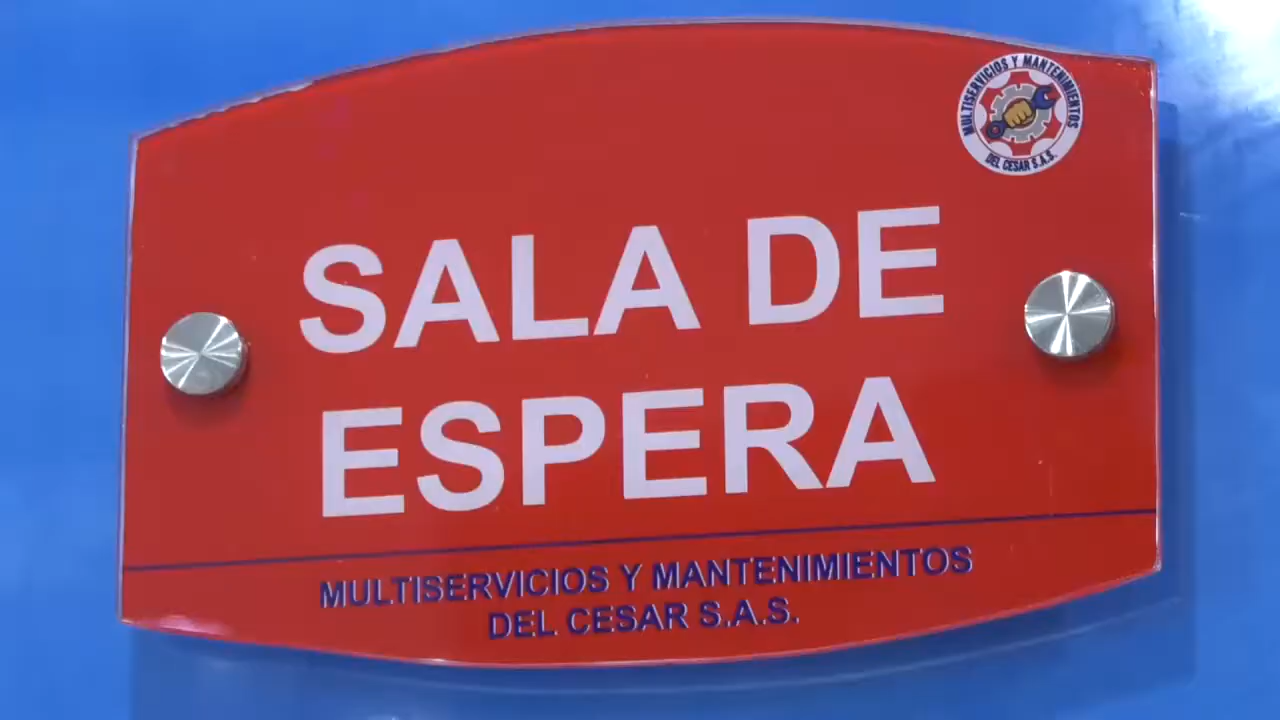 MULTISERVICIOS Y MANTENIMIENTOS
DEL CESAR S.A.S.
SALA DE
ESPERA
MULTISERVICIOS Y MANTENIMIENTOS
DEL CESAR S.A.S.